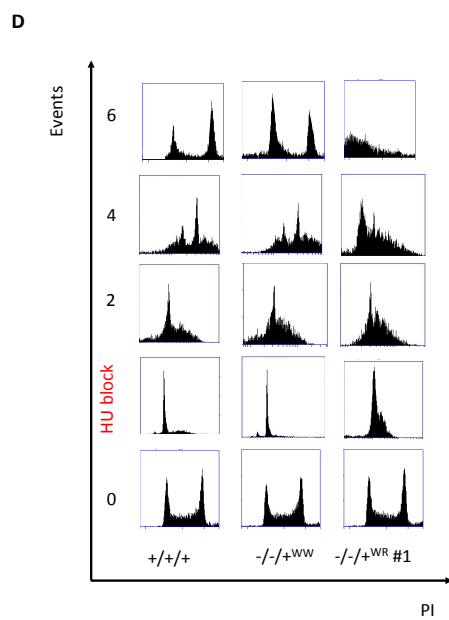 D
Events
6
4
2
HU block
0
+/+/+
-/-/+WW
-/-/+WR #1
PI